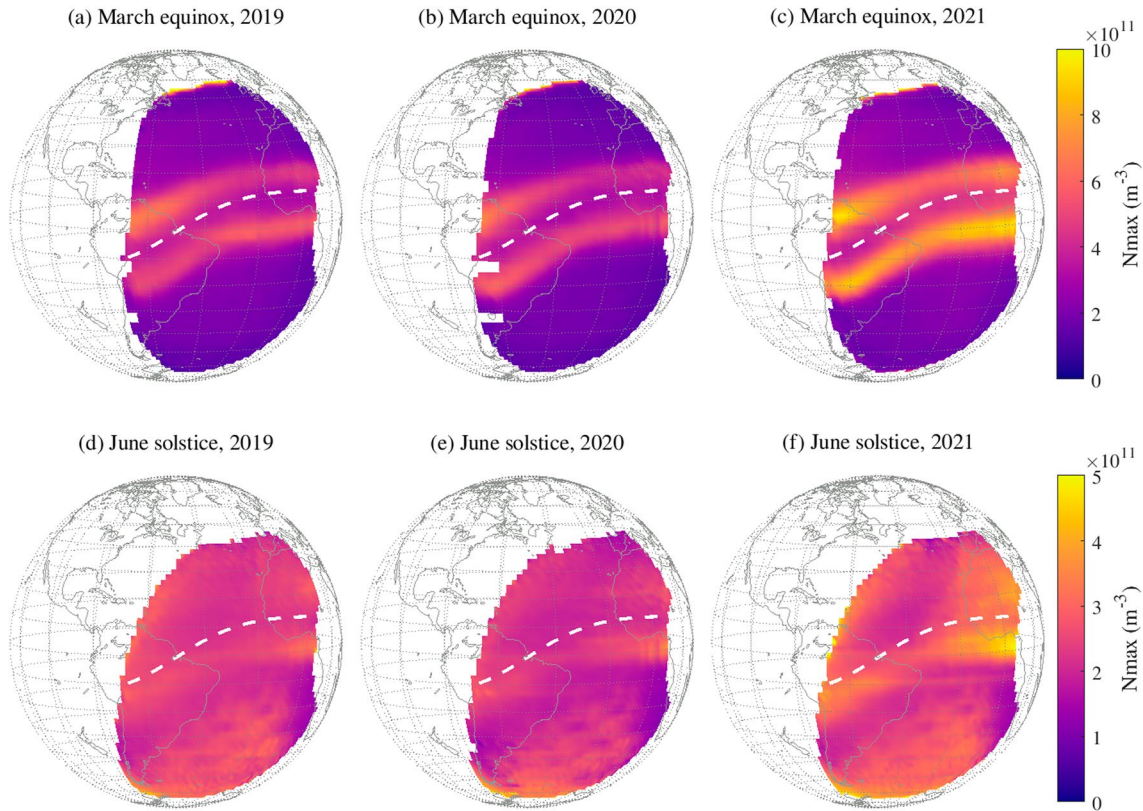 (a) March equinox, 2019
(b) March equinox, 2020
(c) March equinox, 2021
×10¹¹
10
8
6
4
2
0
Nmax (m⁻³)
(d) June solstice, 2019
(e) June solstice, 2020
(f) June solstice, 2021
×10¹¹
5
4
3
2
1
0
Nmax (m⁻³)